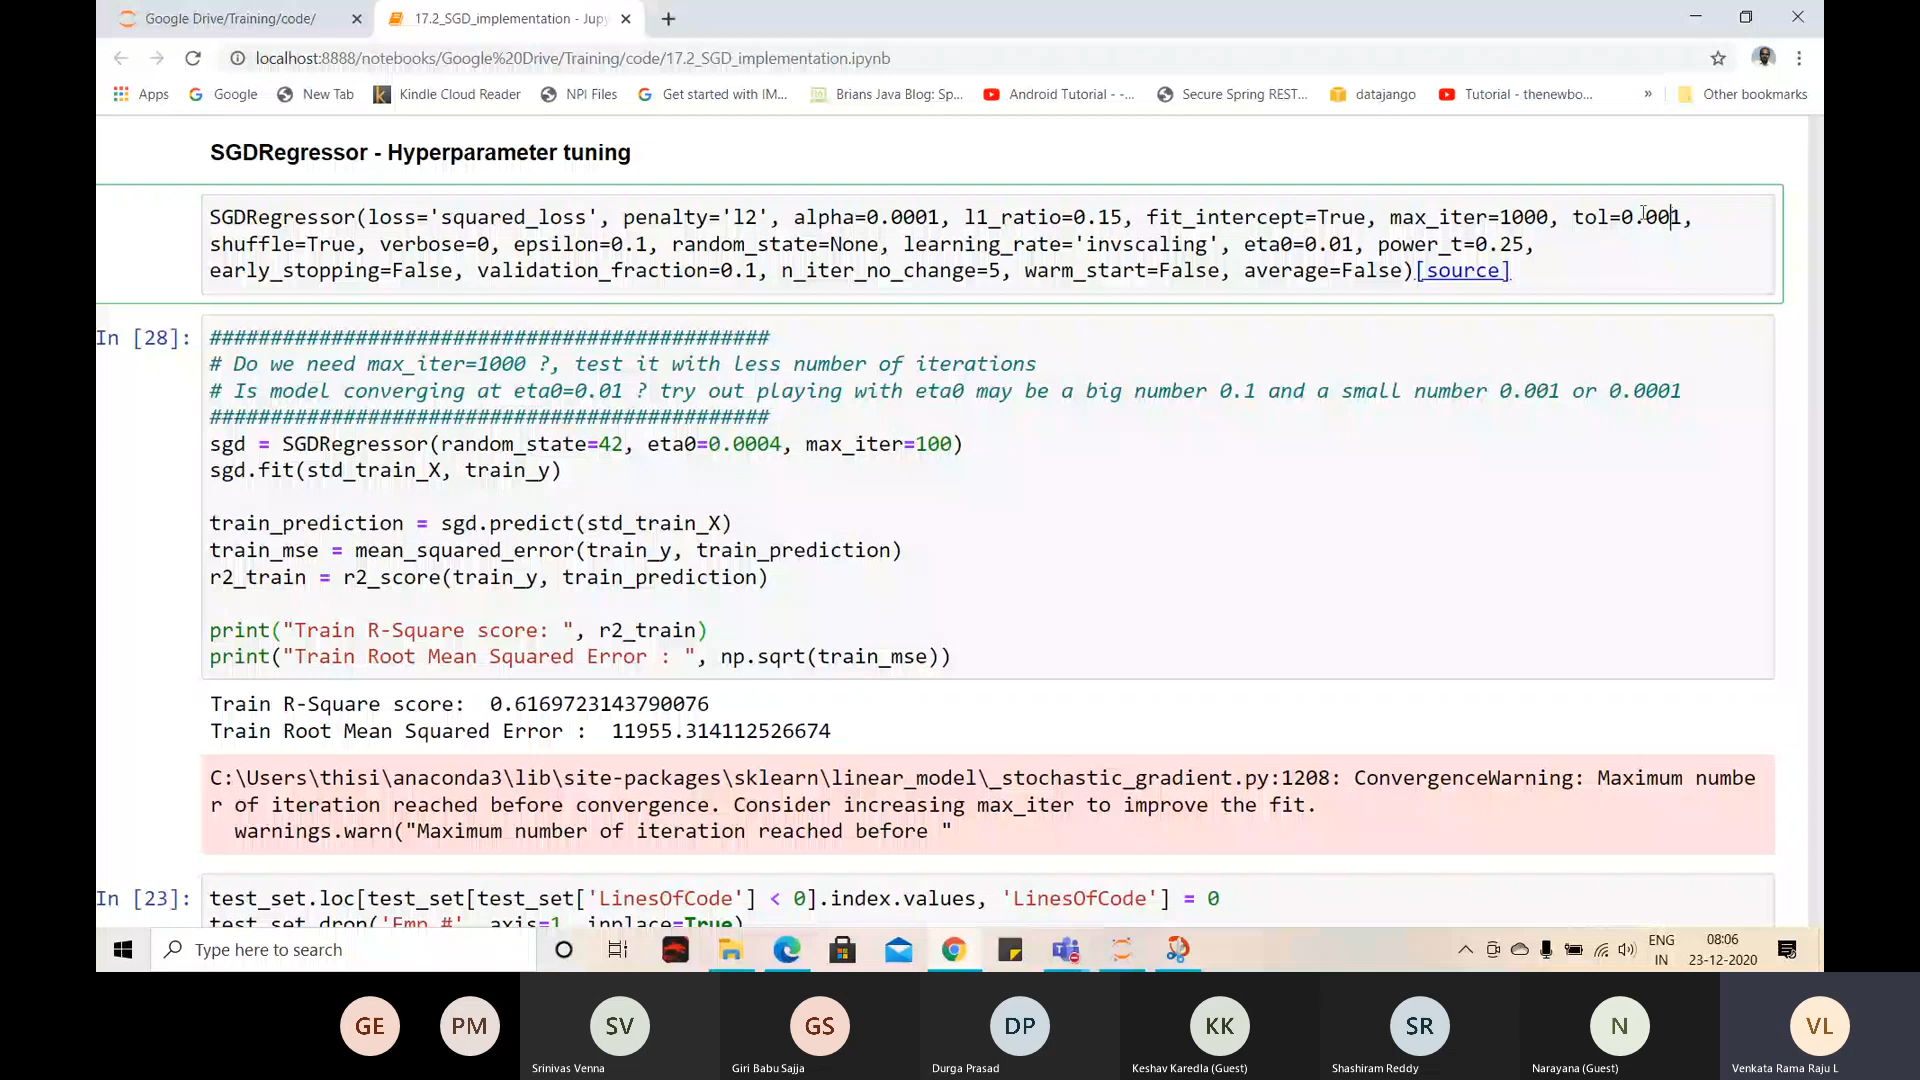 Google Drive/Training/code/
17.2_SGD_implementation - Jupy
localhost:8888/notebooks/Google%20Drive/Training/code/17.2_SGD_implementation.ipynb
Apps Google New Tab Kindle Cloud Reader NPI Files Get started with IM... Brians Java Blog: Sp... Android Tutorial - -... Secure Spring REST... datajango Tutorial - thenewbo... » Other bookmarks
SGDRegressor - Hyperparameter tuning
SGDRegressor(loss='squared_loss', penalty='l2', alpha=0.0001, l1_ratio=0.15, fit_intercept=True, max_iter=1000, tol=0.001,
shuffle=True, verbose=0, epsilon=0.1, random_state=None, learning_rate='invscaling', eta0=0.01, power_t=0.25,
early_stopping=False, validation_fraction=0.1, n_iter_no_change=5, warm_start=False, average=False)[source]
In [28]: ##############################################
# Do we need max_iter=1000 ?, test it with less number of iterations
# Is model converging at eta0=0.01 ? try out playing with eta0 may be a big number 0.1 and a small number 0.001 or 0.0001
##############################################
sgd = SGDRegressor(random_state=42, eta0=0.0004, max_iter=100)
sgd.fit(std_train_X, train_y)
train_prediction = sgd.predict(std_train_X)
train_mse = mean_squared_error(train_y, train_prediction)
r2_train = r2_score(train_y, train_prediction)
print("Train R-Square score: ", r2_train)
print("Train Root Mean Squared Error : ", np.sqrt(train_mse))
Train R-Square score:  0.6169723143790076
Train Root Mean Squared Error :  11955.314112526674
C:\Users\thisi\anaconda3\lib\site-packages\sklearn\linear_model\_stochastic_gradient.py:1208: ConvergenceWarning: Maximum numbe
r of iteration reached before convergence. Consider increasing max_iter to improve the fit.
warnings.warn("Maximum number of iteration reached before "
In [23]: test_set.loc[test_set[test_set['LinesOfCode'] < 0].index.values, 'LinesOfCode'] = 0
test_set.drop('Emp #', axis=1, inplace=True)
Type here to search
ENG
IN
08:06
23-12-2020
GE PM SV GS DP KK SR N VL
Srinivas Venna Giri Babu Sajja Durga Prasad Keshav Karedla (Guest) Shashiram Reddy Narayana (Guest) Venkata Rama Raju L